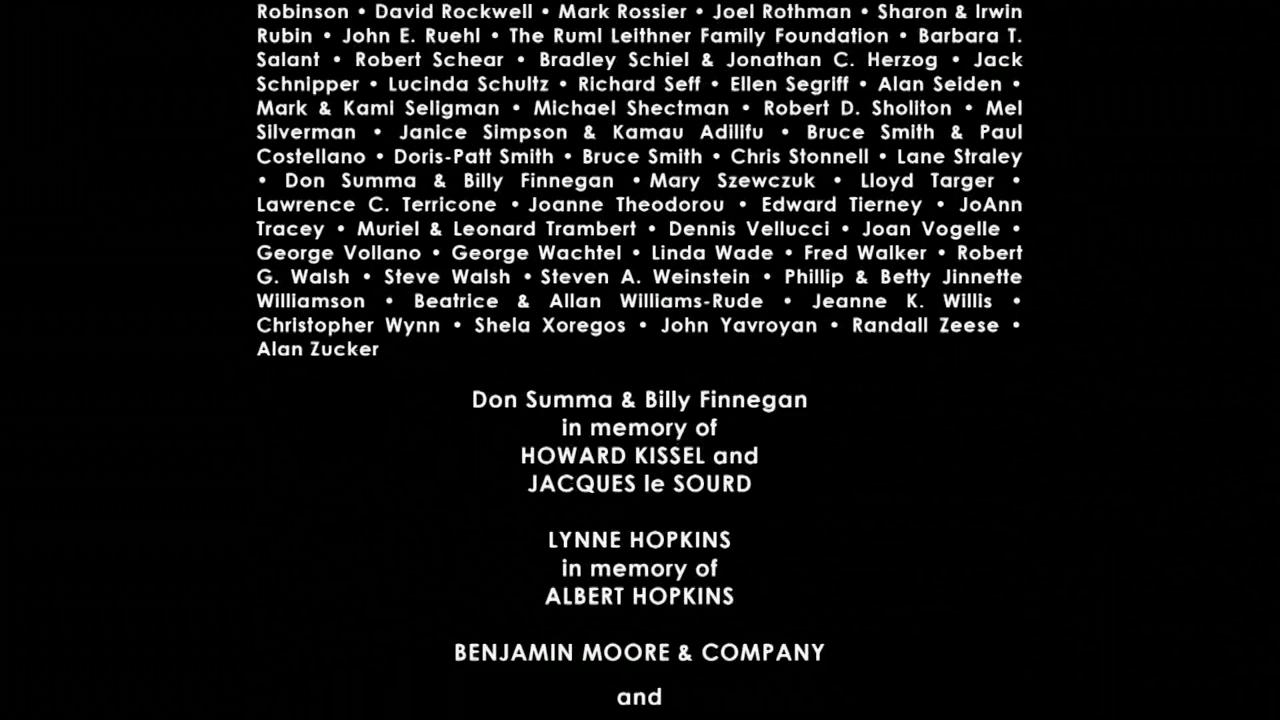 Robinson • David Rockwell • Mark Rossier • Joel Rothman • Sharon & Irwin
Rubin • John E. Ruehl • The Ruml Leithner Family Foundation • Barbara T.
Salant • Robert Schear • Bradley Schiel & Jonathan C. Herzog • Jack
Schnipper • Lucinda Schultz • Richard Seff • Ellen Segriff • Alan Seiden •
Mark & Kami Seligman • Michael Shectman • Robert D. Sholiton • Mel
Silverman • Janice Simpson & Kamau Adilifu • Bruce Smith & Paul
Costellano • Doris-Patt Smith • Bruce Smith • Chris Stonnell • Lane Straley
• Don Summa & Billy Finnegan • Mary Szewczuk • Lloyd Targer •
Lawrence C. Terricone • Joanne Theodorou • Edward Tierney • JoAnn
Tracey • Muriel & Leonard Trambert • Dennis Vellucci • Joan Vogelle •
George Vollano • George Wachtel • Linda Wade • Fred Walker • Robert
G. Walsh • Steve Walsh • Steven A. Weinstein • Phillip & Betty Jinnette
Williamson • Beatrice & Allan Williams-Rude • Jeanne K. Willis •
Christopher Wynn • Shela Xoregos • John Yavroyan • Randall Zeese •
Alan Zucker
Don Summa & Billy Finnegan
in memory of
HOWARD KISSEL and
JACQUES le SOURD
LYNNE HOPKINS
in memory of
ALBERT HOPKINS
BENJAMIN MOORE & COMPANY
and